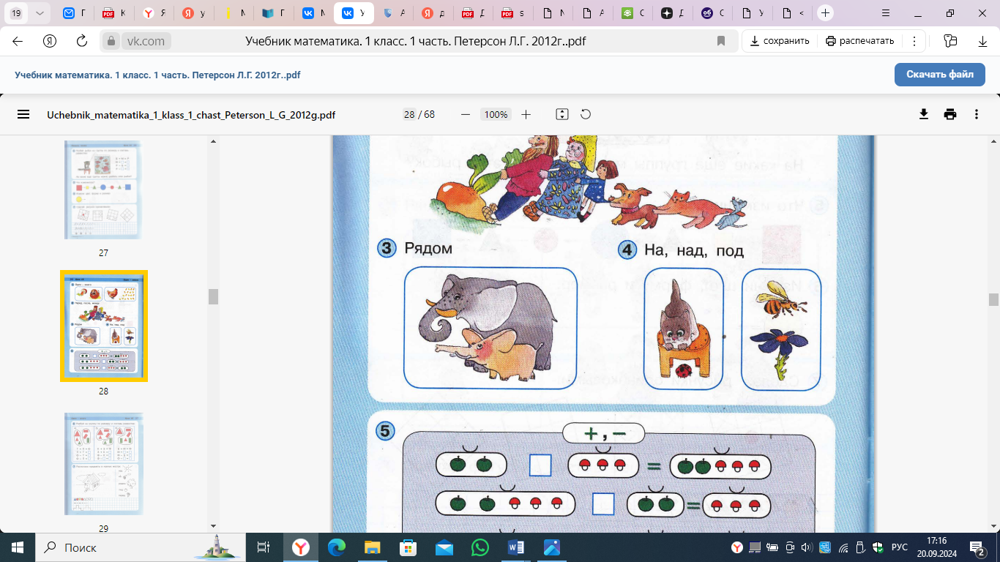 19
П
К
Я
у
М
Г
М
У
А
д
Д
s
N
А
С
Д
об
С
У
<
vk.com
Учебник математика. 1 класс. 1 часть. Петерсон Л.Г. 2012г..pdf
сохранить
распечатать
Учебник математика. 1 класс. 1 часть. Петерсон Л.Г. 2012г..pdf
Скачать файл
Uchebnik_matematika_1_klass_1_chast_Peterson_L_G_2012g.pdf
28 / 68
100%
27
28
29
3 Рядом
4 На, над, под
5
+ , −
=
=
Поиск
РУС
17:16
20.09.2024
2